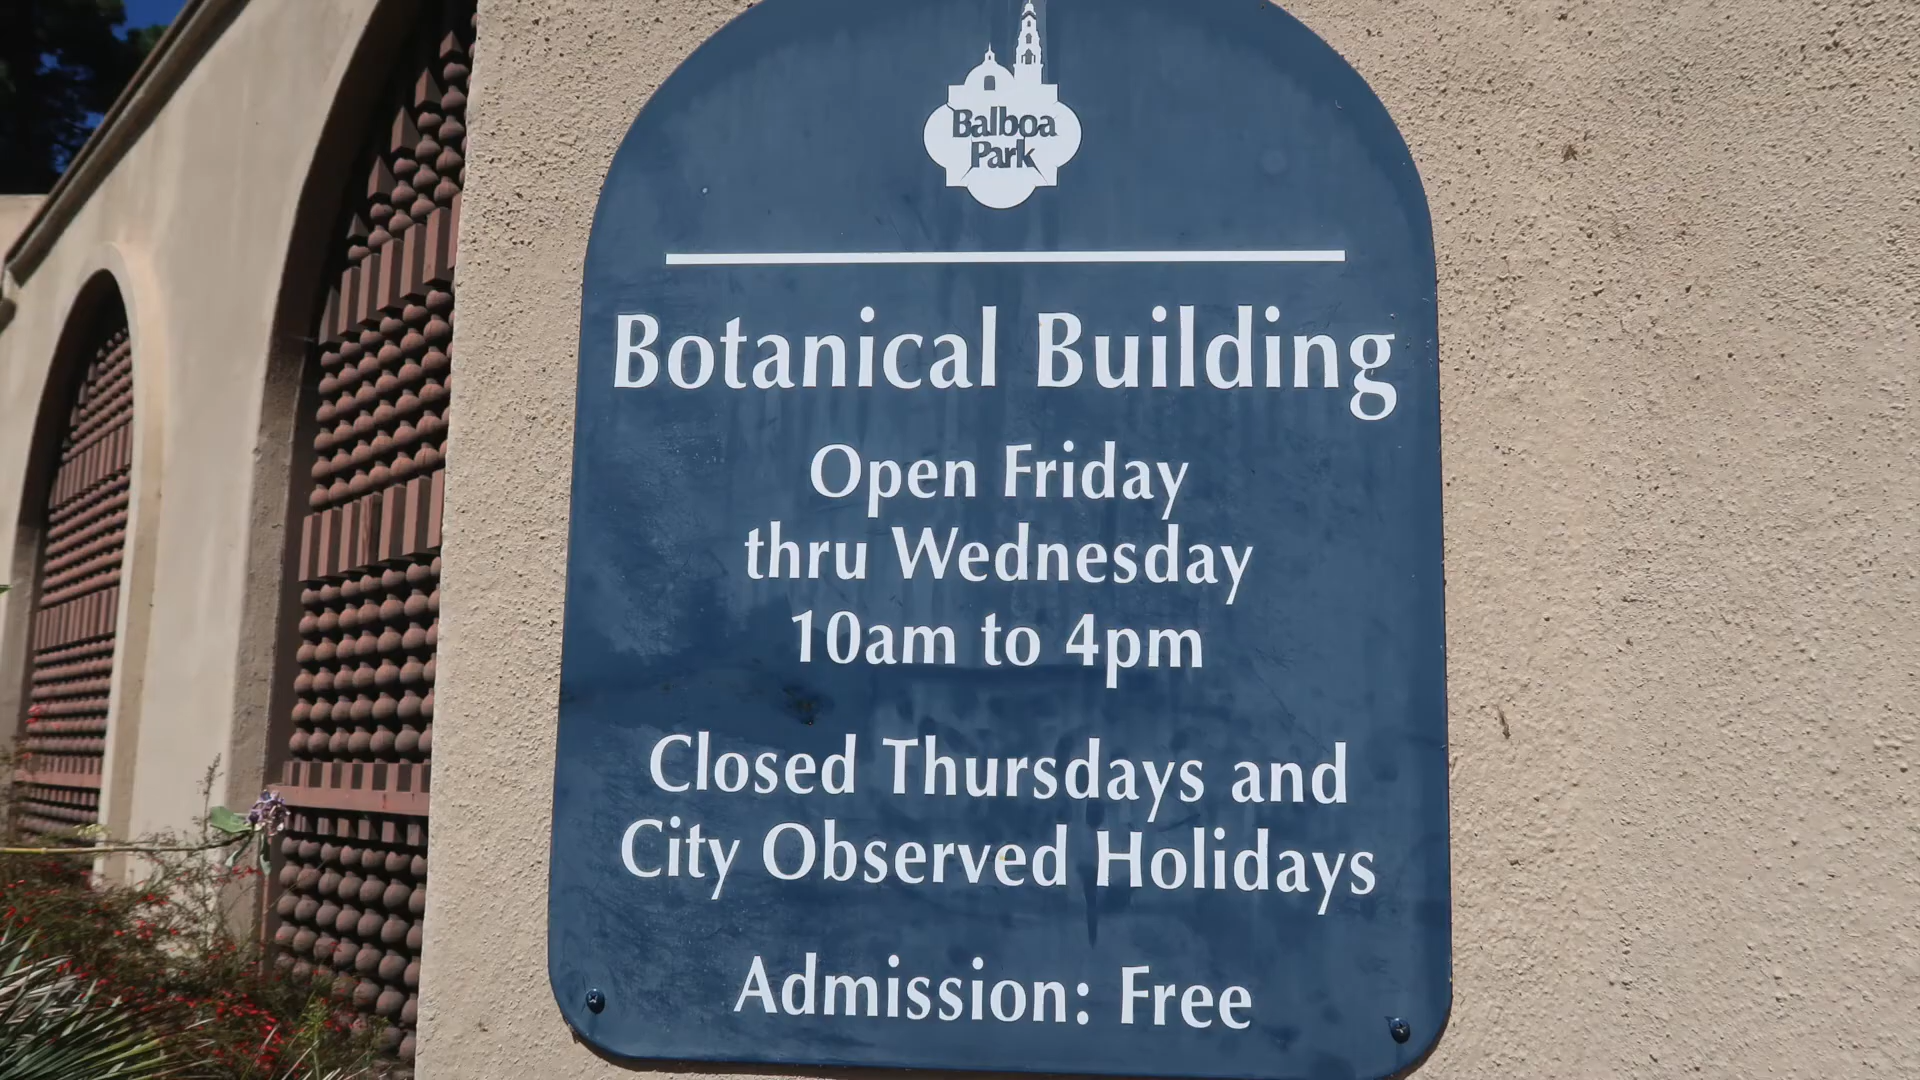 Balboa
Park
Botanical Building
Open Friday
thru Wednesday
10am to 4pm
Closed Thursdays and
City Observed Holidays
Admission: Free